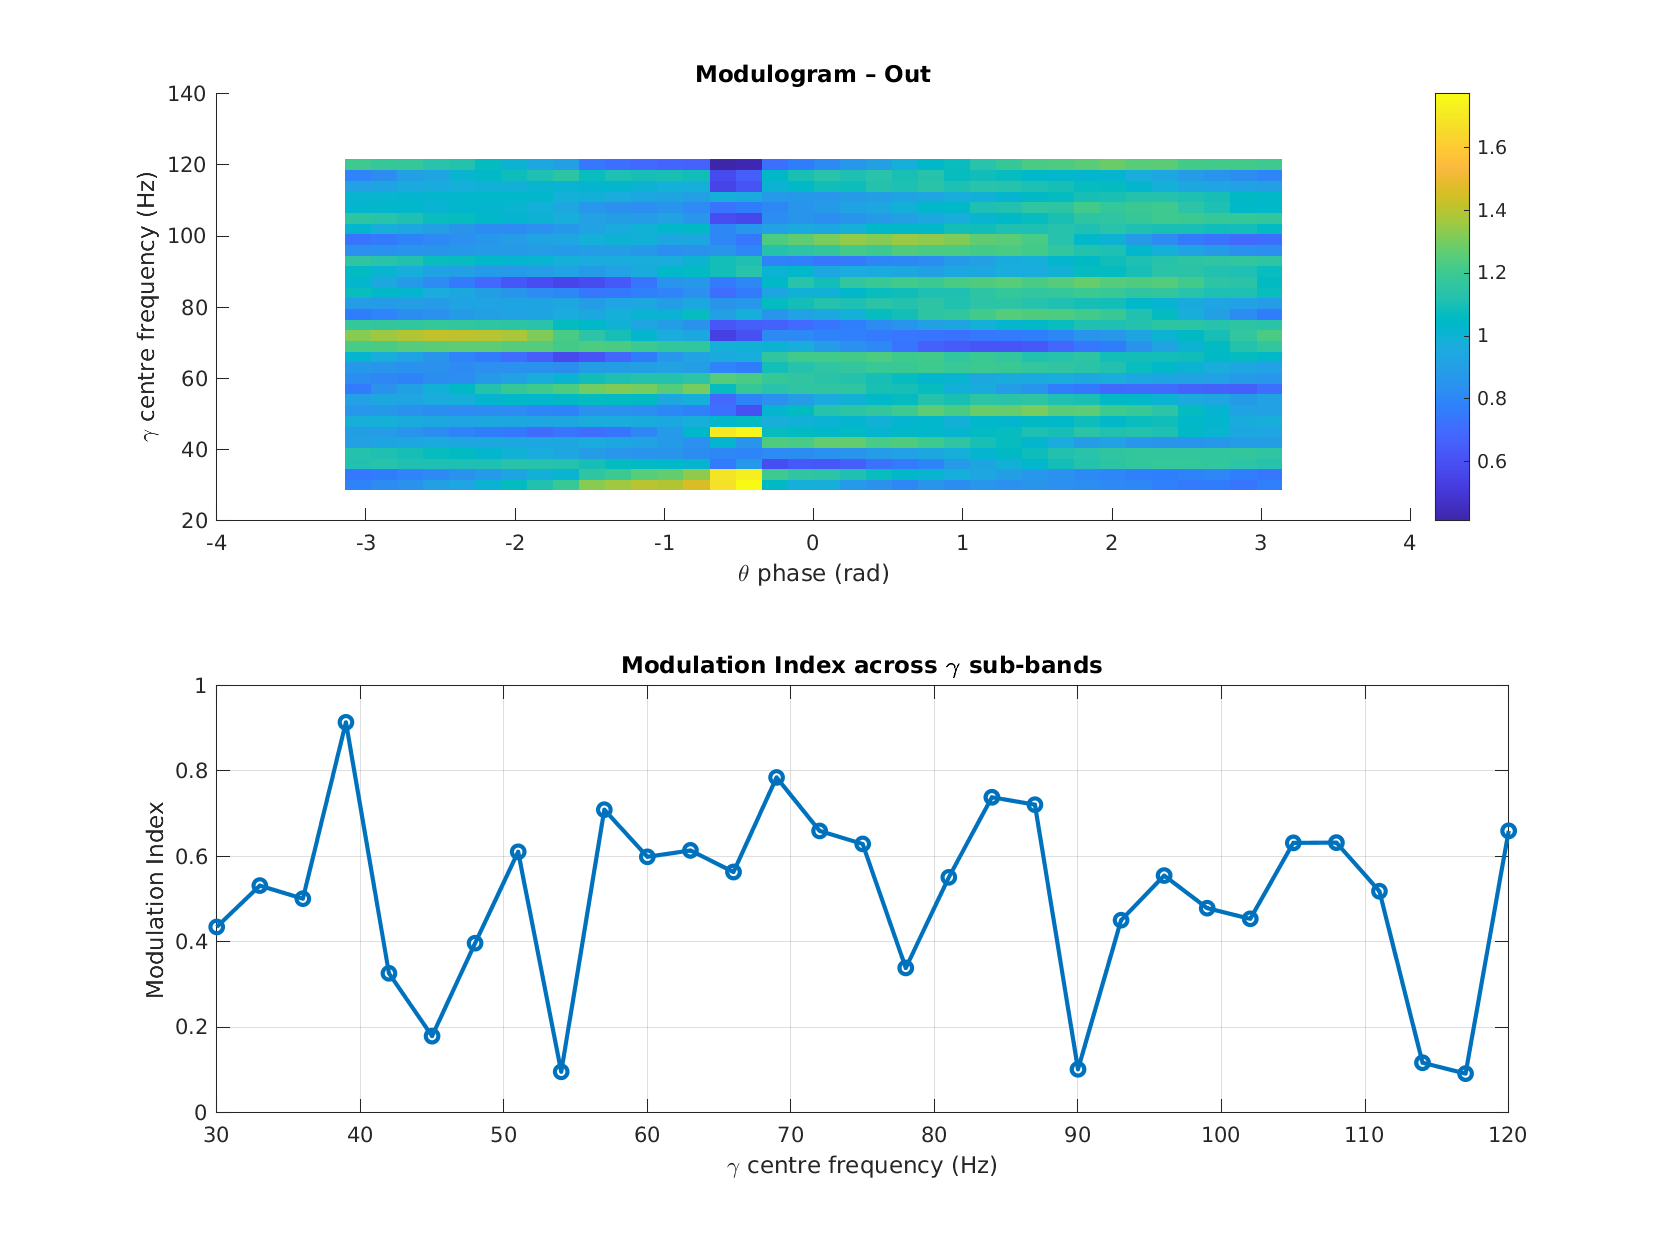 Modulogram – Out
140
120
100
80
60
40
20
γ centre frequency (Hz)
-4 -3 -2 -1 0 1 2 3 4
θ phase (rad)
1.6
1.4
1.2
1
0.8
0.6
Modulation Index across γ sub-bands
1
0.8
0.6
0.4
0.2
0
Modulation Index
30 40 50 60 70 80 90 100 110 120
γ centre frequency (Hz)